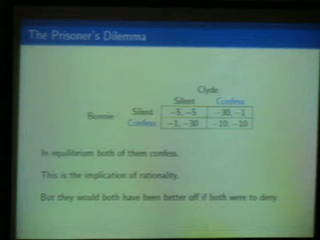 The Prisoner's Dilemma
Clyde
Silent Confess
Bonnie Silent −5, −5 −30, −1
Confess −1, −30 −10, −10
In equilibrium both of them confess.
This is the implication of rationality.
But they would both have been better off if both were to deny.